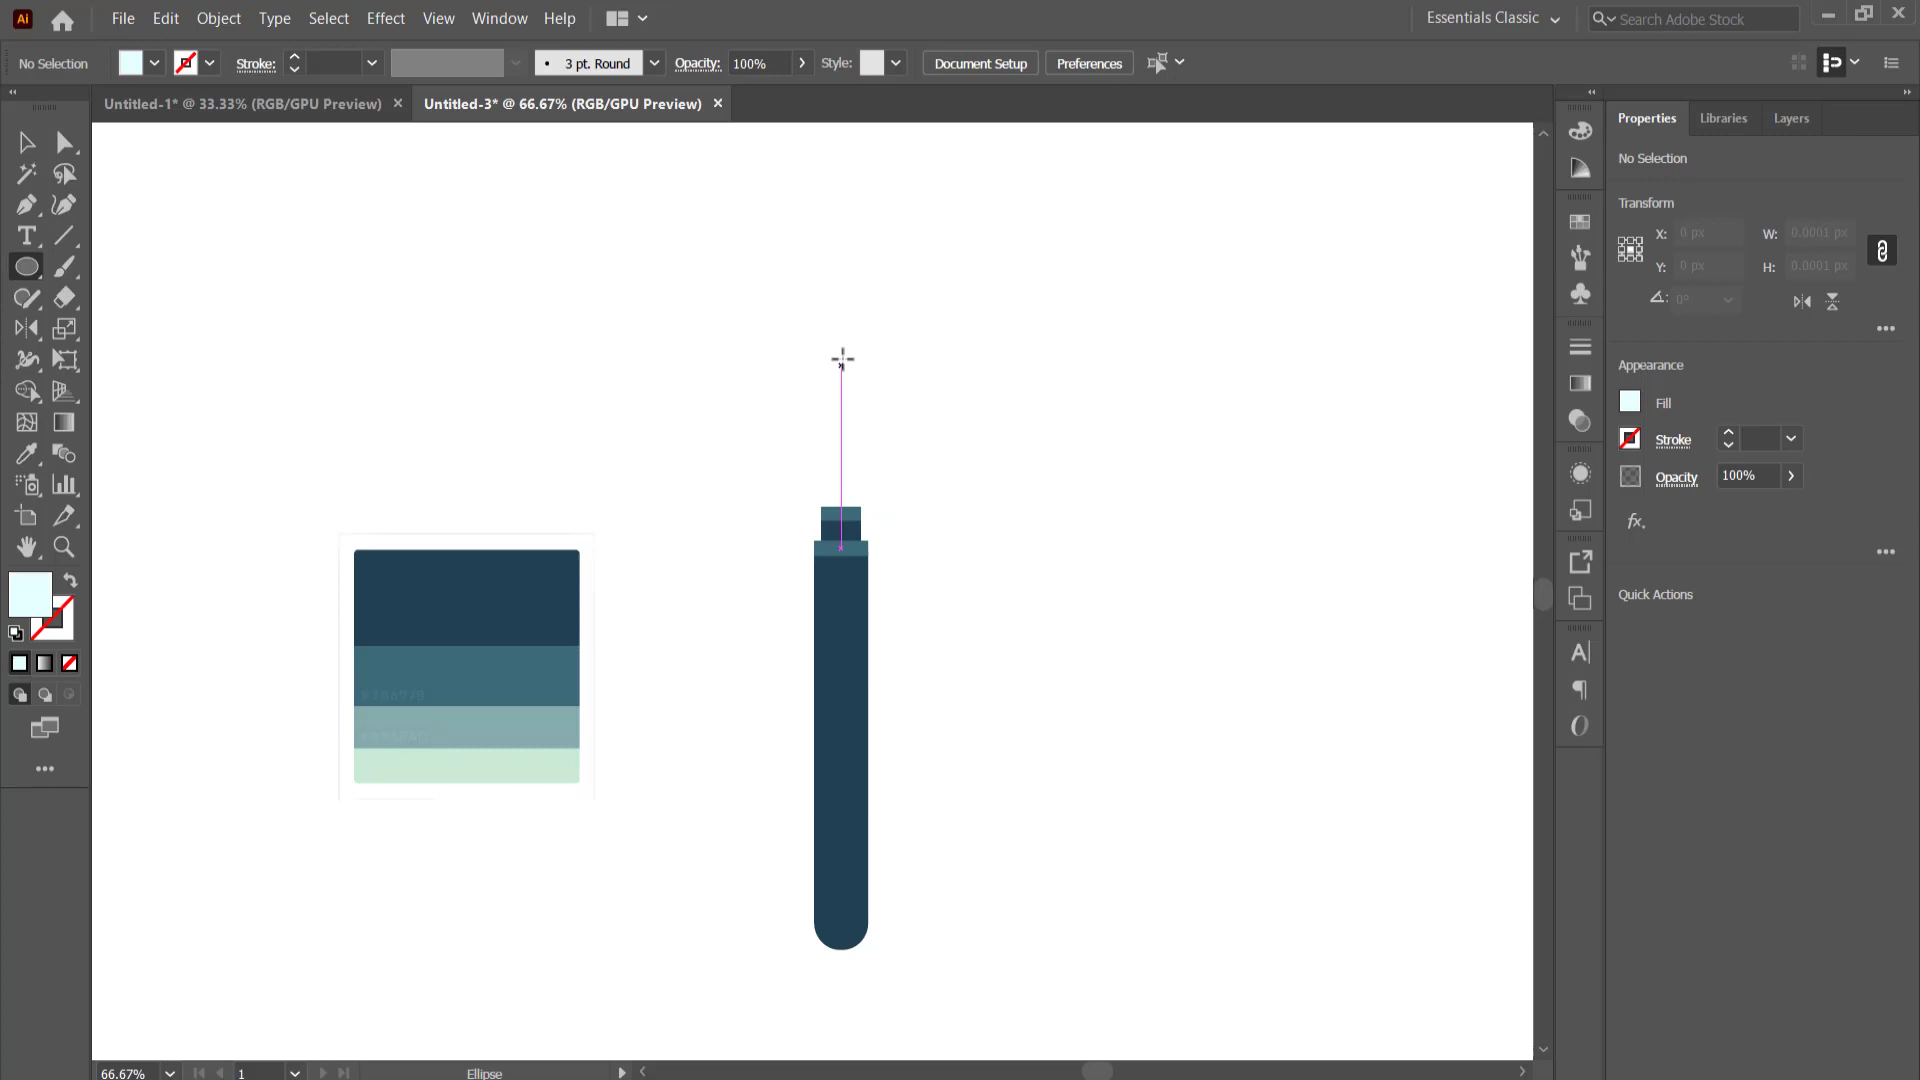 Ai
File Edit Object Type Select Effect View Window Help
Essentials Classic
Search Adobe Stock
No Selection
Stroke:
3 pt. Round
Opacity: 100%
Style:
Document Setup
Preferences
Untitled-1* @ 33.33% (RGB/GPU Preview) ×
Untitled-3* @ 66.67% (RGB/GPU Preview) ×
Properties Libraries Layers
No Selection
Transform
X: 0 px W: 0.0001 px
Y: 0 px H: 0.0001 px
0°
Appearance
Fill
Stroke
Opacity 100%
fx.
Quick Actions
66.67% 1 Ellipse